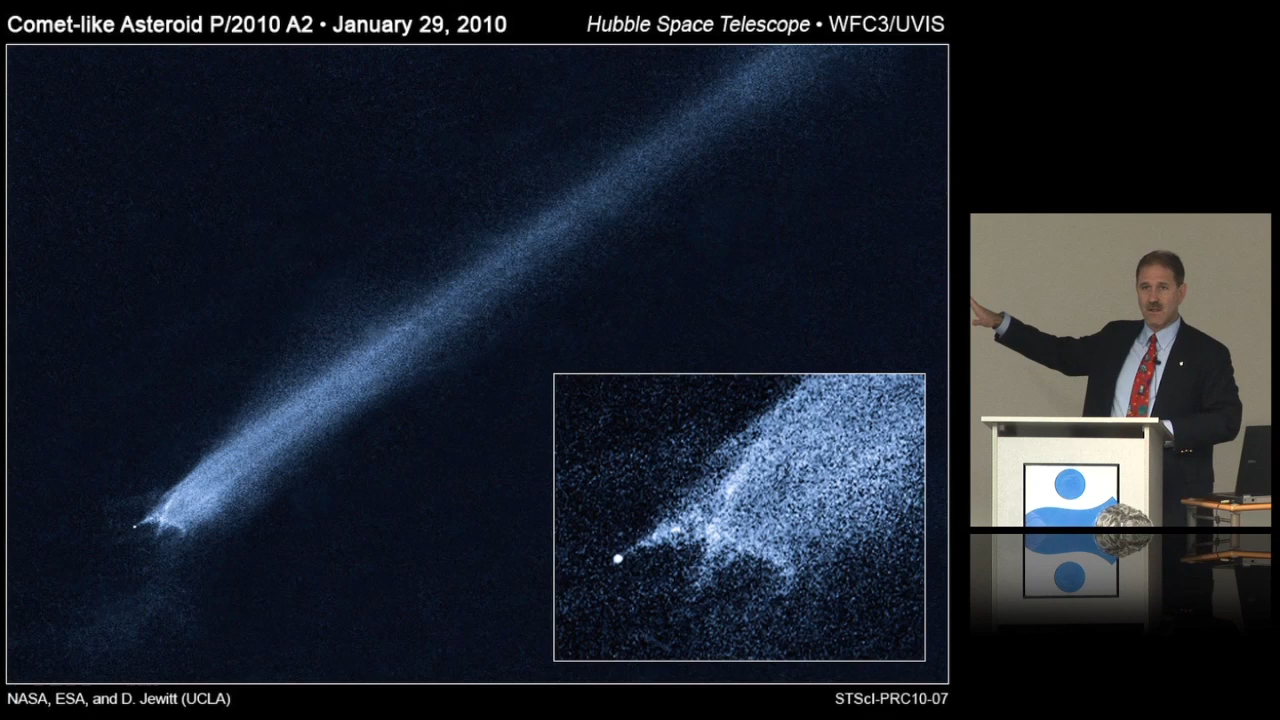 Comet-like Asteroid P/2010 A2 • January 29, 2010
Hubble Space Telescope • WFC3/UVIS
NASA, ESA, and D. Jewitt (UCLA)
STScI-PRC10-07